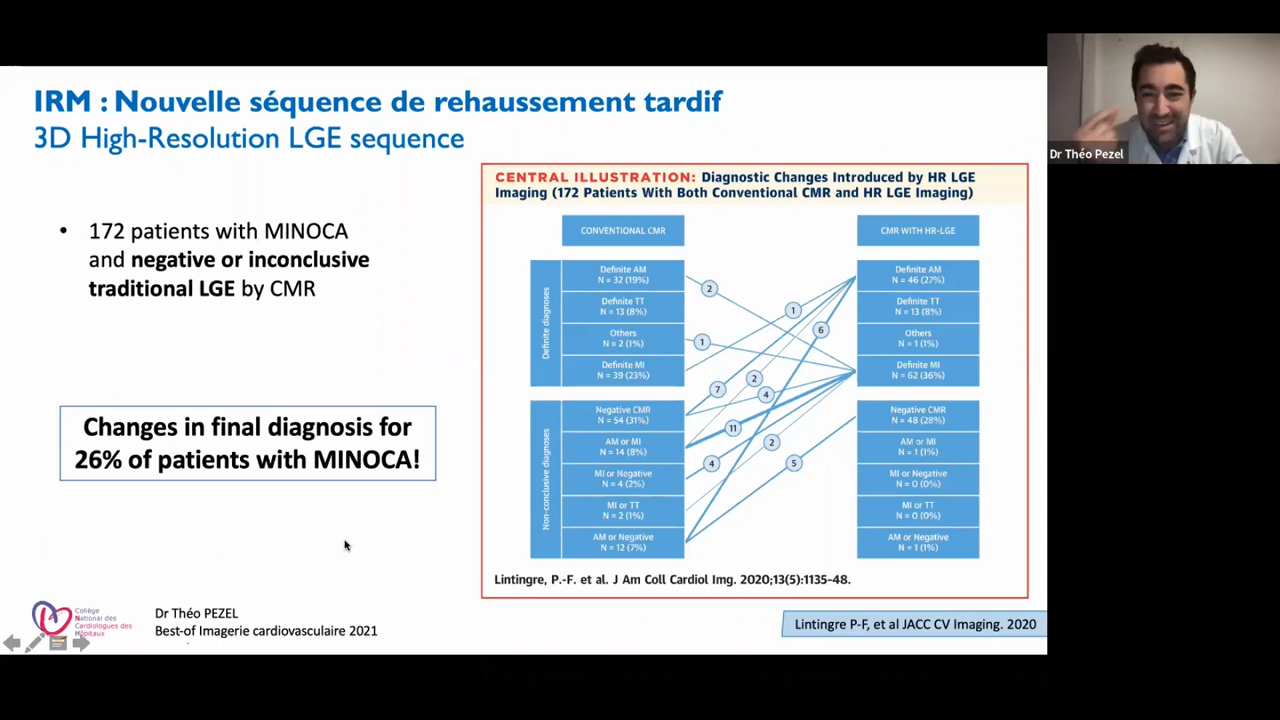 IRM : Nouvelle séquence de rehaussement tardif
3D High-Resolution LGE sequence
Dr Théo Pezel
• 172 patients with MINOCA
and negative or inconclusive
traditional LGE by CMR
Changes in final diagnosis for
26% of patients with MINOCA!
CENTRAL ILLUSTRATION: Diagnostic Changes Introduced by HR LGE
Imaging (172 Patients With Both Conventional CMR and HR LGE Imaging)
CONVENTIONAL CMR
CMR WITH HR-LGE
Definite diagnoses
Definite AM
N = 32 (19%)
Definite TT
N = 13 (8%)
Others
N = 2 (1%)
Definite MI
N = 39 (23%)
Non-conclusive diagnoses
Negative CMR
N = 54 (31%)
AM or MI
N = 14 (8%)
MI or Negative
N = 4 (2%)
MI or TT
N = 2 (1%)
AM or Negative
N = 12 (7%)
2
1
1
6
7
2
4
11
2
4
5
Definite AM
N = 46 (27%)
Definite TT
N = 13 (8%)
Others
N = 1 (1%)
Definite MI
N = 62 (36%)
Negative CMR
N = 48 (28%)
AM or MI
N = 1 (1%)
MI or Negative
N = 0 (0%)
MI or TT
N = 0 (0%)
AM or Negative
N = 1 (1%)
Lintingre, P.-F. et al. J Am Coll Cardiol Img. 2020;13(5):1135-48.
Collège
National des
Cardiologues des
Hôpitaux
Dr Théo PEZEL
Best-of Imagerie cardiovasculaire 2021
Lintingre P-F, et al JACC CV Imaging. 2020